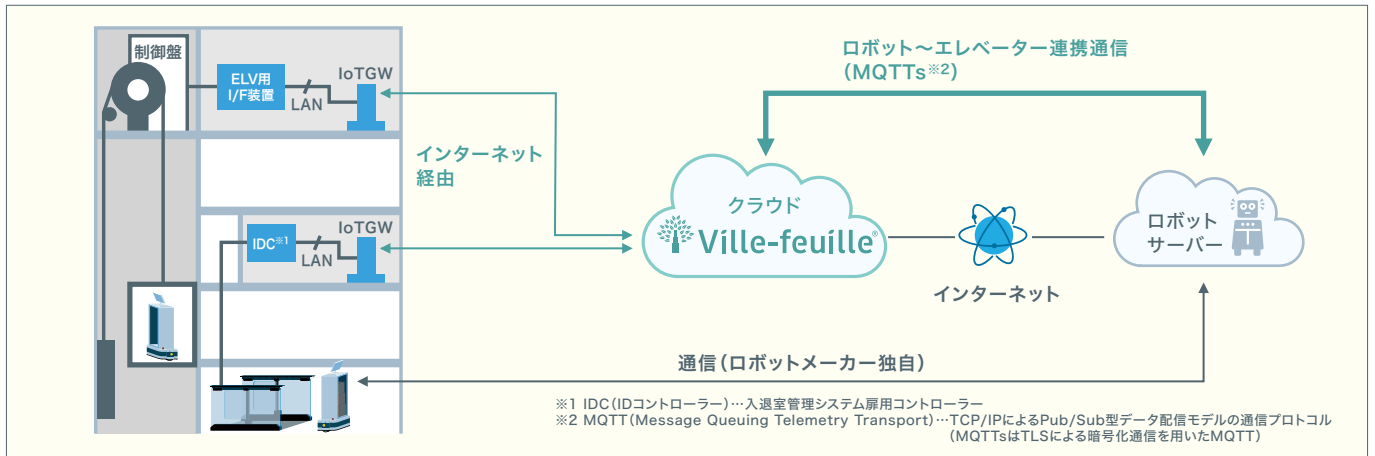 制御盤
ELV用
I/F装置
LAN
IoTGW
ロボット～エレベーター連携通信
(MQTTs※2)
インターネット
経由
クラウド
Ville-feuille®
IDC※1
LAN
IoTGW
ロボット
サーバー
インターネット
通信(ロボットメーカー独自)
※1 IDC(IDコントローラー)…入退室管理システム扉用コントローラー
※2 MQTT(Message Queuing Telemetry Transport)…TCP/IPによるPub/Sub型データ配信モデルの通信プロトコル
(MQTTsはTLSによる暗号化通信を用いたMQTT)